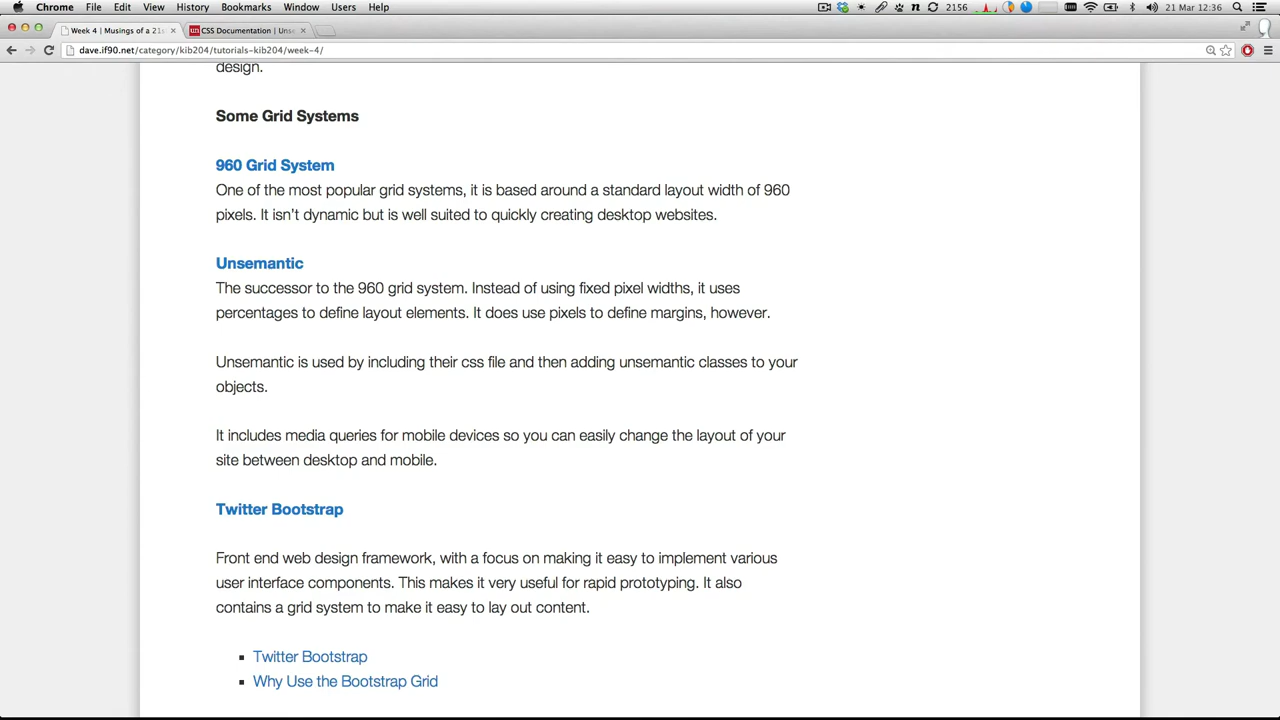 Chrome File Edit View History Bookmarks Window Users Help 2156 21 Mar 12:36
Week 4 | Musings of a 21s
un CSS Documentation | Uns
dave.if90.net/category/kib204/tutorials-kib204/week-4/
design.
Some Grid Systems
960 Grid System
One of the most popular grid systems, it is based around a standard layout width of 960
pixels. It isn't dynamic but is well suited to quickly creating desktop websites.
Unsemantic
The successor to the 960 grid system. Instead of using fixed pixel widths, it uses
percentages to define layout elements. It does use pixels to define margins, however.
Unsemantic is used by including their css file and then adding unsemantic classes to your
objects.
It includes media queries for mobile devices so you can easily change the layout of your
site between desktop and mobile.
Twitter Bootstrap
Front end web design framework, with a focus on making it easy to implement various
user interface components. This makes it very useful for rapid prototyping. It also
contains a grid system to make it easy to lay out content.
Twitter Bootstrap
Why Use the Bootstrap Grid